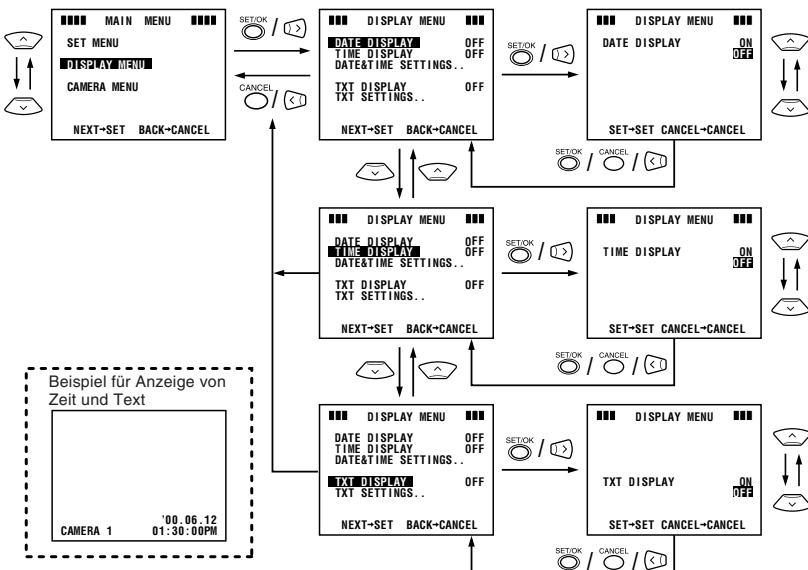 MAIN MENU
SET MENU
DISPLAY MENU
CAMERA MENU
NEXT→SET BACK→CANCEL
SET/OK
/
CANCEL
/
DISPLAY MENU
DATE DISPLAY OFF
TIME DISPLAY OFF
DATE&TIME SETTINGS..
TXT DISPLAY OFF
TXT SETTINGS..
NEXT→SET BACK→CANCEL
SET/OK
/
DISPLAY MENU
DATE DISPLAY ON
OFF
SET→SET CANCEL→CANCEL
SET/OK / CANCEL /
DISPLAY MENU
DATE DISPLAY OFF
TIME DISPLAY OFF
DATE&TIME SETTINGS..
TXT DISPLAY OFF
TXT SETTINGS..
NEXT→SET BACK→CANCEL
SET/OK
/
DISPLAY MENU
TIME DISPLAY ON
OFF
SET→SET CANCEL→CANCEL
SET/OK / CANCEL /
Beispiel für Anzeige von
Zeit und Text
'00.06.12
CAMERA 1 01:30:00PM
DISPLAY MENU
DATE DISPLAY OFF
TIME DISPLAY OFF
DATE&TIME SETTINGS..
TXT DISPLAY OFF
TXT SETTINGS..
NEXT→SET BACK→CANCEL
SET/OK
/
DISPLAY MENU
TXT DISPLAY ON
OFF
SET→SET CANCEL→CANCEL
SET/OK / CANCEL /